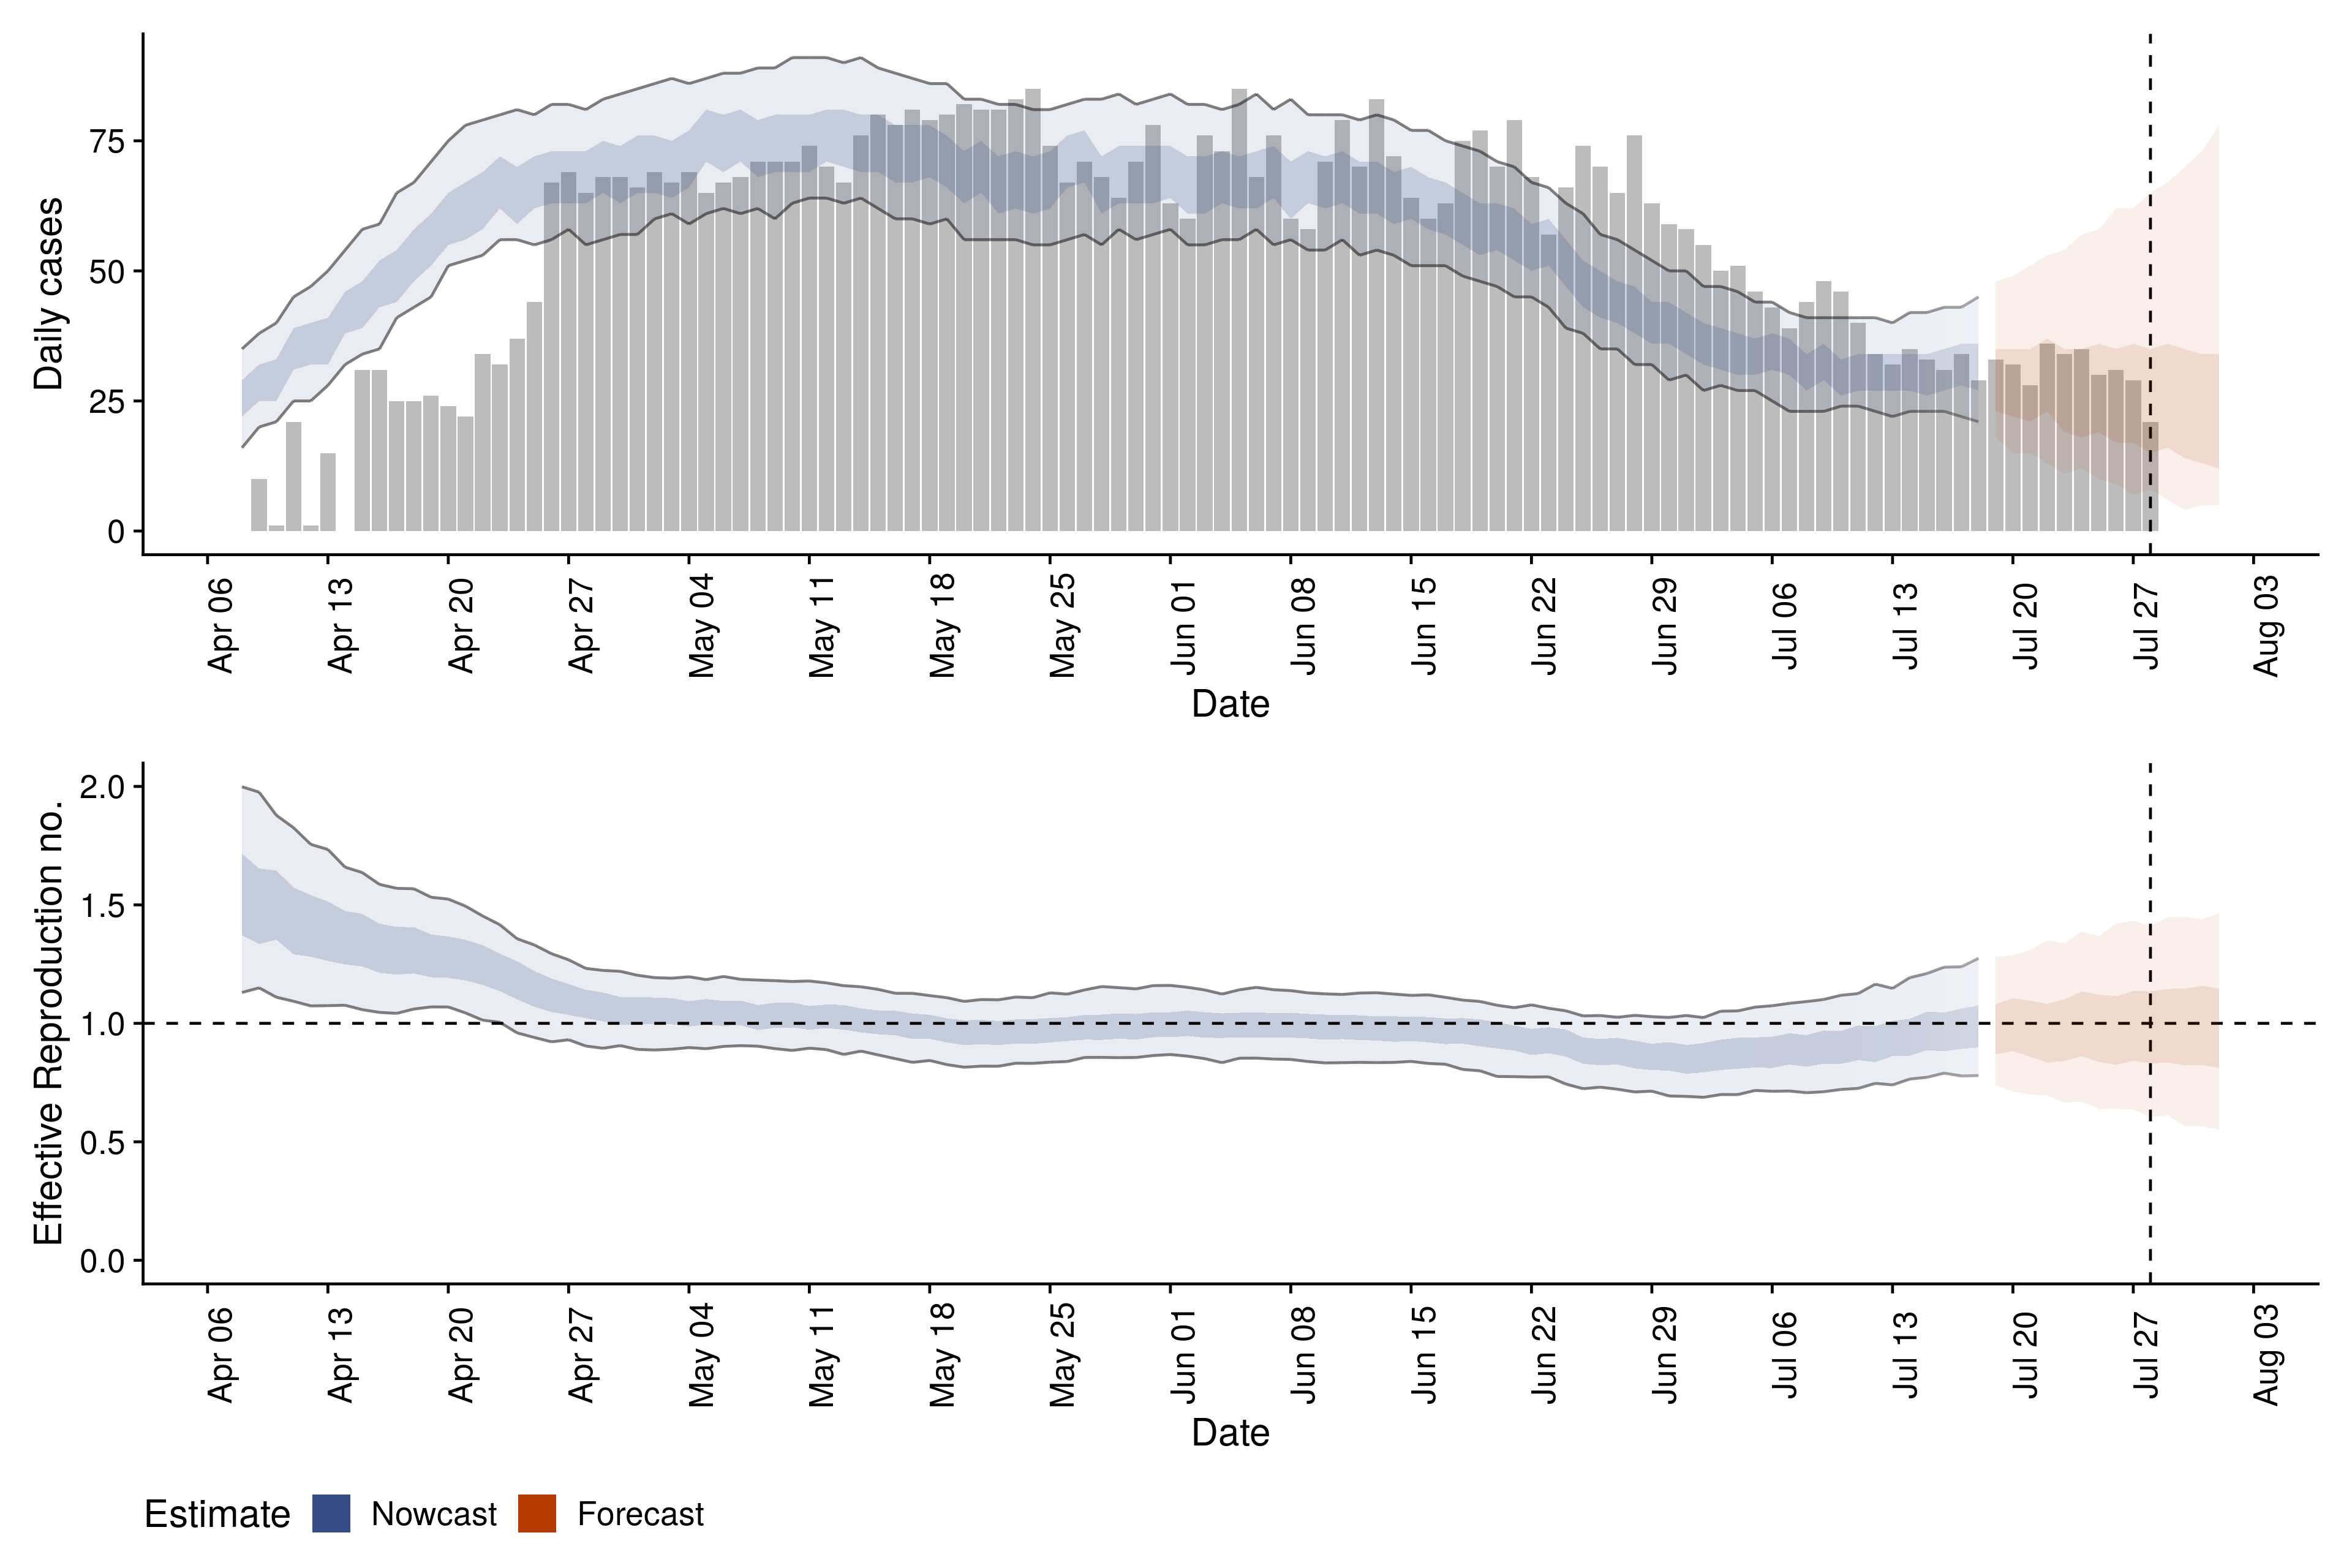 Daily cases
75
50
25
0
Apr 06 Apr 13 Apr 20 Apr 27 May 04 May 11 May 18 May 25 Jun 01 Jun 08 Jun 15 Jun 22 Jun 29 Jul 06 Jul 13 Jul 20 Jul 27 Aug 03
Date
Effective Reproduction no.
2.0
1.5
1.0
0.5
0.0
Apr 06 Apr 13 Apr 20 Apr 27 May 04 May 11 May 18 May 25 Jun 01 Jun 08 Jun 15 Jun 22 Jun 29 Jul 06 Jul 13 Jul 20 Jul 27 Aug 03
Date
Estimate Nowcast Forecast